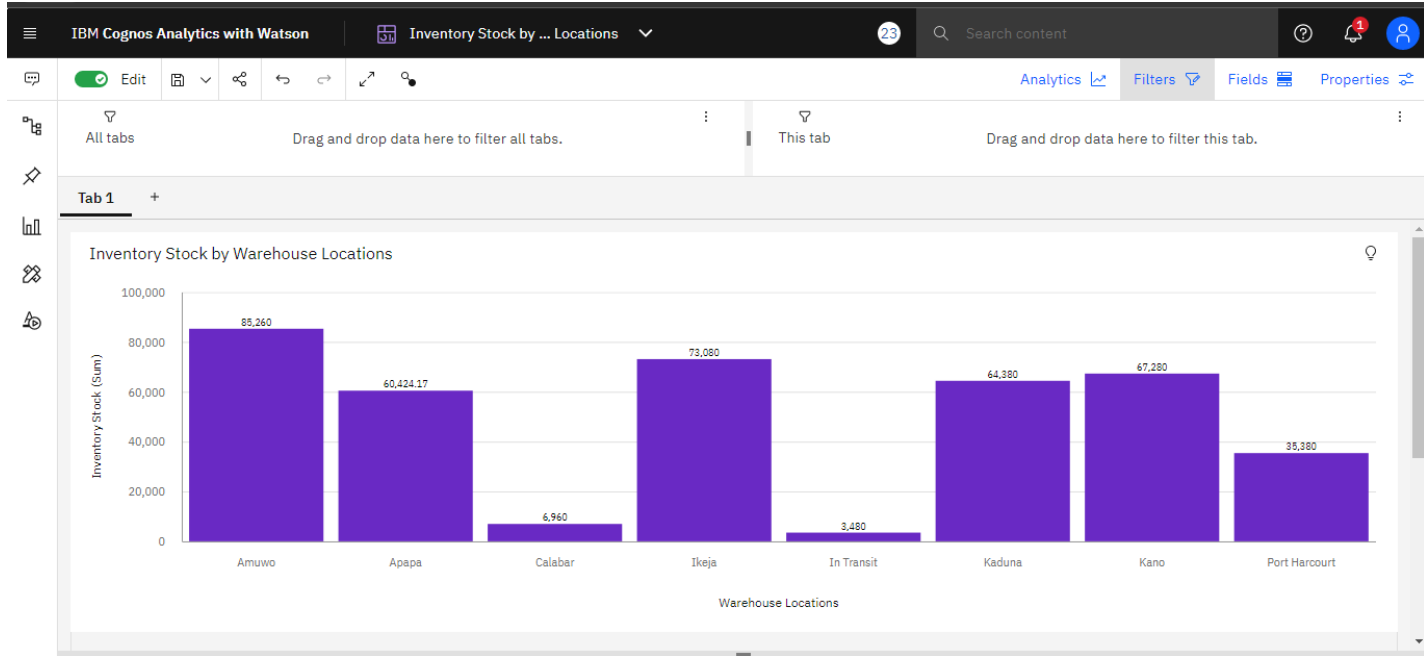 IBM Cognos Analytics with Watson
Inventory Stock by ... Locations
23
Search content
1
Edit
Analytics
Filters
Fields
Properties
All tabs
Drag and drop data here to filter all tabs.
This tab
Drag and drop data here to filter this tab.
Tab 1
+
Inventory Stock by Warehouse Locations
Inventory Stock (Sum)
100,000
80,000
60,000
40,000
20,000
0
85,260
60,424.17
6,960
73,080
3,480
64,380
67,280
35,380
Amuwo
Apapa
Calabar
Ikeja
In Transit
Kaduna
Kano
Port Harcourt
Warehouse Locations